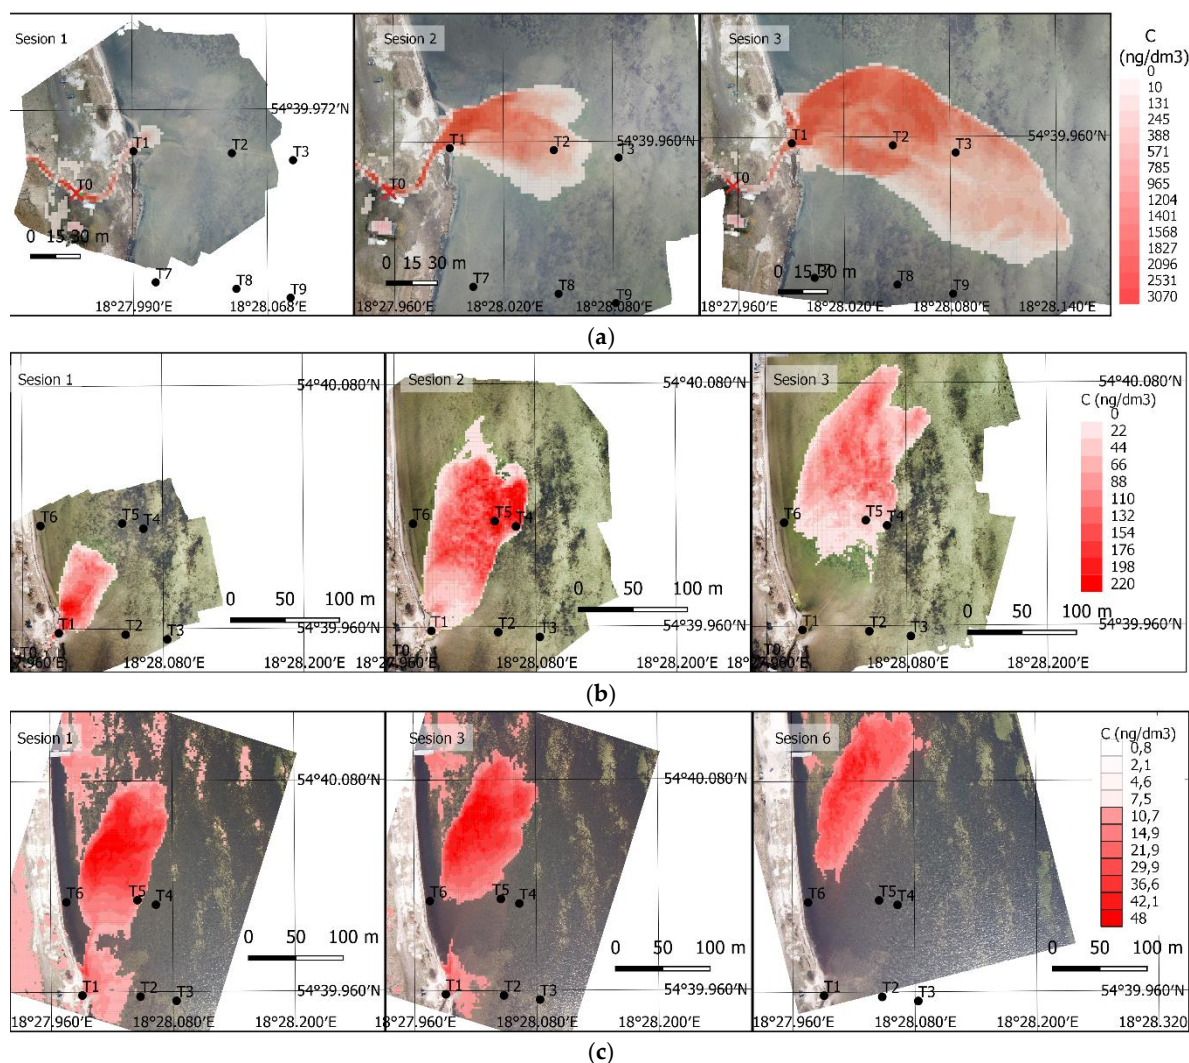 Sesion 1
Sesion 2
Sesion 3
C
(ng/dm3)
0
10
131
245
388
571
785
965
1204
1401
1568
1827
2096
2531
3070
54°39.972’N
54°39.960’N
54°39.960’N
T0
T1
T2
T3
T7
T8
T9
0 15 30 m
18°27.990’E
18°28.068’E
T0
T1
T2
T3
T7
T8
T9
0 15 30 m
18°27.960’E
18°28.020’E
18°28.080’E
T0
T1
T2
T3
T7
T8
T9
0 15 30 m
18°27.960’E
18°28.020’E
18°28.080’E
18°28.140’E
(a)
Sesion 1
Sesion 2
Sesion 3
54°40.080’N
54°40.080’N
54°40.080’N
C (ng/dm3)
0
22
44
66
88
110
132
154
176
198
220
T6
T5
T4
T1
T2
T3
T0
0 50 100 m
54°39.960’N
27.960’E
18°28.080’E
18°28.200’E
T6
T5
T4
T1
T2
T3
0 50 100 m
54°39.960’N
18°27.960’E
18°28.080’E
18°28.200’E
T6
T5
T4
T1
T2
T3
0 50 100 m
54°39.960’N
18°27.960’E
18°28.080’E
18°28.200’E
(b)
Sesion 1
Sesion 3
Sesion 6
54°40.080’N
54°40.080’N
54°40.080’N
C (ng/dm3)
0,8
2,1
4,6
7,5
10,7
14,9
21,9
29,9
36,6
42,1
48
T6
T5
T4
T1
T2
T3
0 50 100 m
54°39.960’N
18°27.960’E
18°28.080’E
18°28.200’E
T6
T5
T4
T1
T2
T3
0 50 100 m
54°39.960’N
18°27.960’E
18°28.080’E
18°28.200’E
T6
T5
T4
T1
T2
T3
0 50 100 m
54°39.960’N
18°27.960’E
18°28.080’E
18°28.200’E
18°28.320
(c)